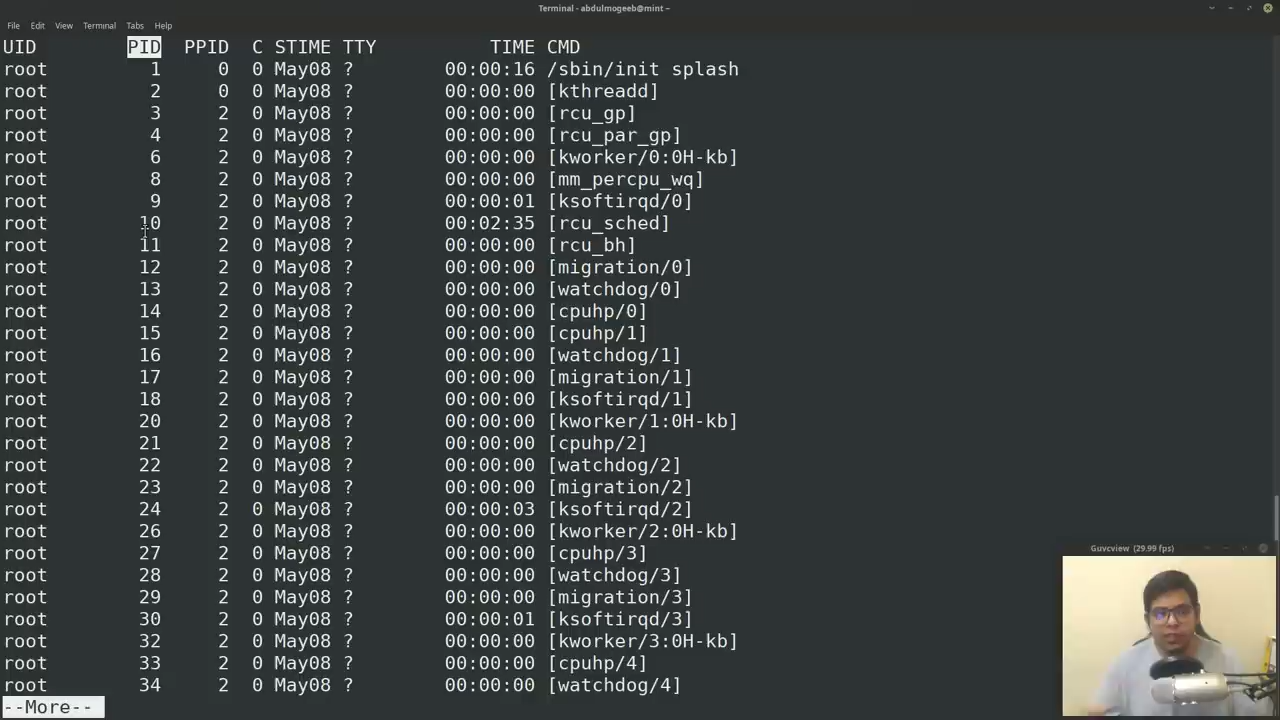 Terminal - abdulmogeeb@mint ~
File Edit View Terminal Tabs Help
UID PID PPID C STIME TTY TIME CMD
root 1 0 0 May08 ? 00:00:16 /sbin/init splash
root 2 0 0 May08 ? 00:00:00 [kthreadd]
root 3 2 0 May08 ? 00:00:00 [rcu_gp]
root 4 2 0 May08 ? 00:00:00 [rcu_par_gp]
root 6 2 0 May08 ? 00:00:00 [kworker/0:0H-kb]
root 8 2 0 May08 ? 00:00:00 [mm_percpu_wq]
root 9 2 0 May08 ? 00:00:01 [ksoftirqd/0]
root 10 2 0 May08 ? 00:02:35 [rcu_sched]
root 11 2 0 May08 ? 00:00:00 [rcu_bh]
root 12 2 0 May08 ? 00:00:00 [migration/0]
root 13 2 0 May08 ? 00:00:00 [watchdog/0]
root 14 2 0 May08 ? 00:00:00 [cpuhp/0]
root 15 2 0 May08 ? 00:00:00 [cpuhp/1]
root 16 2 0 May08 ? 00:00:00 [watchdog/1]
root 17 2 0 May08 ? 00:00:00 [migration/1]
root 18 2 0 May08 ? 00:00:00 [ksoftirqd/1]
root 20 2 0 May08 ? 00:00:00 [kworker/1:0H-kb]
root 21 2 0 May08 ? 00:00:00 [cpuhp/2]
root 22 2 0 May08 ? 00:00:00 [watchdog/2]
root 23 2 0 May08 ? 00:00:00 [migration/2]
root 24 2 0 May08 ? 00:00:03 [ksoftirqd/2]
root 26 2 0 May08 ? 00:00:00 [kworker/2:0H-kb]
root 27 2 0 May08 ? 00:00:00 [cpuhp/3]
root 28 2 0 May08 ? 00:00:00 [watchdog/3]
root 29 2 0 May08 ? 00:00:00 [migration/3]
root 30 2 0 May08 ? 00:00:01 [ksoftirqd/3]
root 32 2 0 May08 ? 00:00:00 [kworker/3:0H-kb]
root 33 2 0 May08 ? 00:00:00 [cpuhp/4]
root 34 2 0 May08 ? 00:00:00 [watchdog/4]
--More--
Guvcview (29.99 fps)